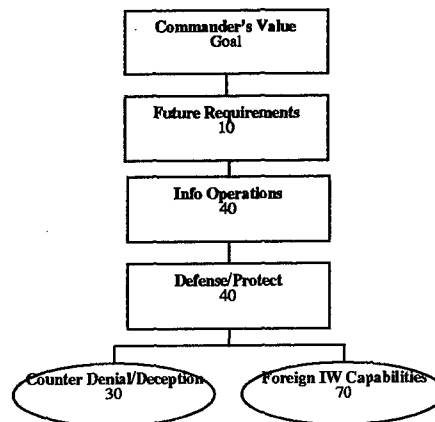 Commander's Value
Goal
Future Requirements
10
Info Operations
40
Defense/Protect
40
Counter Denial/Deception
30
Foreign IW Capabilities
70